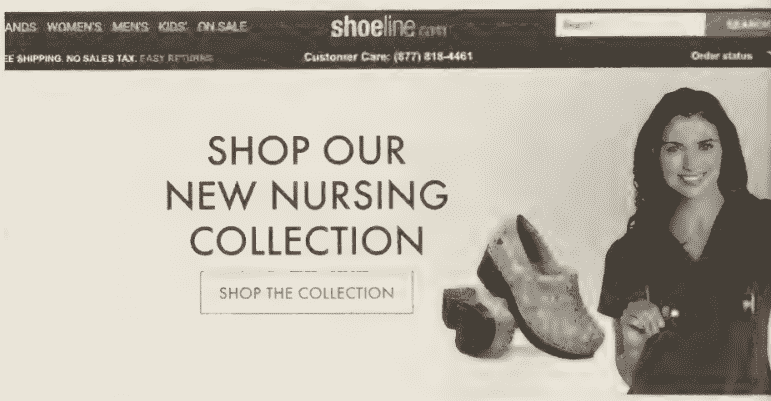 ANDS WOMEN'S MEN'S KIDS' ON SALE
shoeline.com
Search
SEARCH
EE SHIPPING. NO SALES TAX. EASY RETURNS
Customer Care: (877) 818-4461
Order status
SHOP OUR
NEW NURSING
COLLECTION
SHOP THE COLLECTION